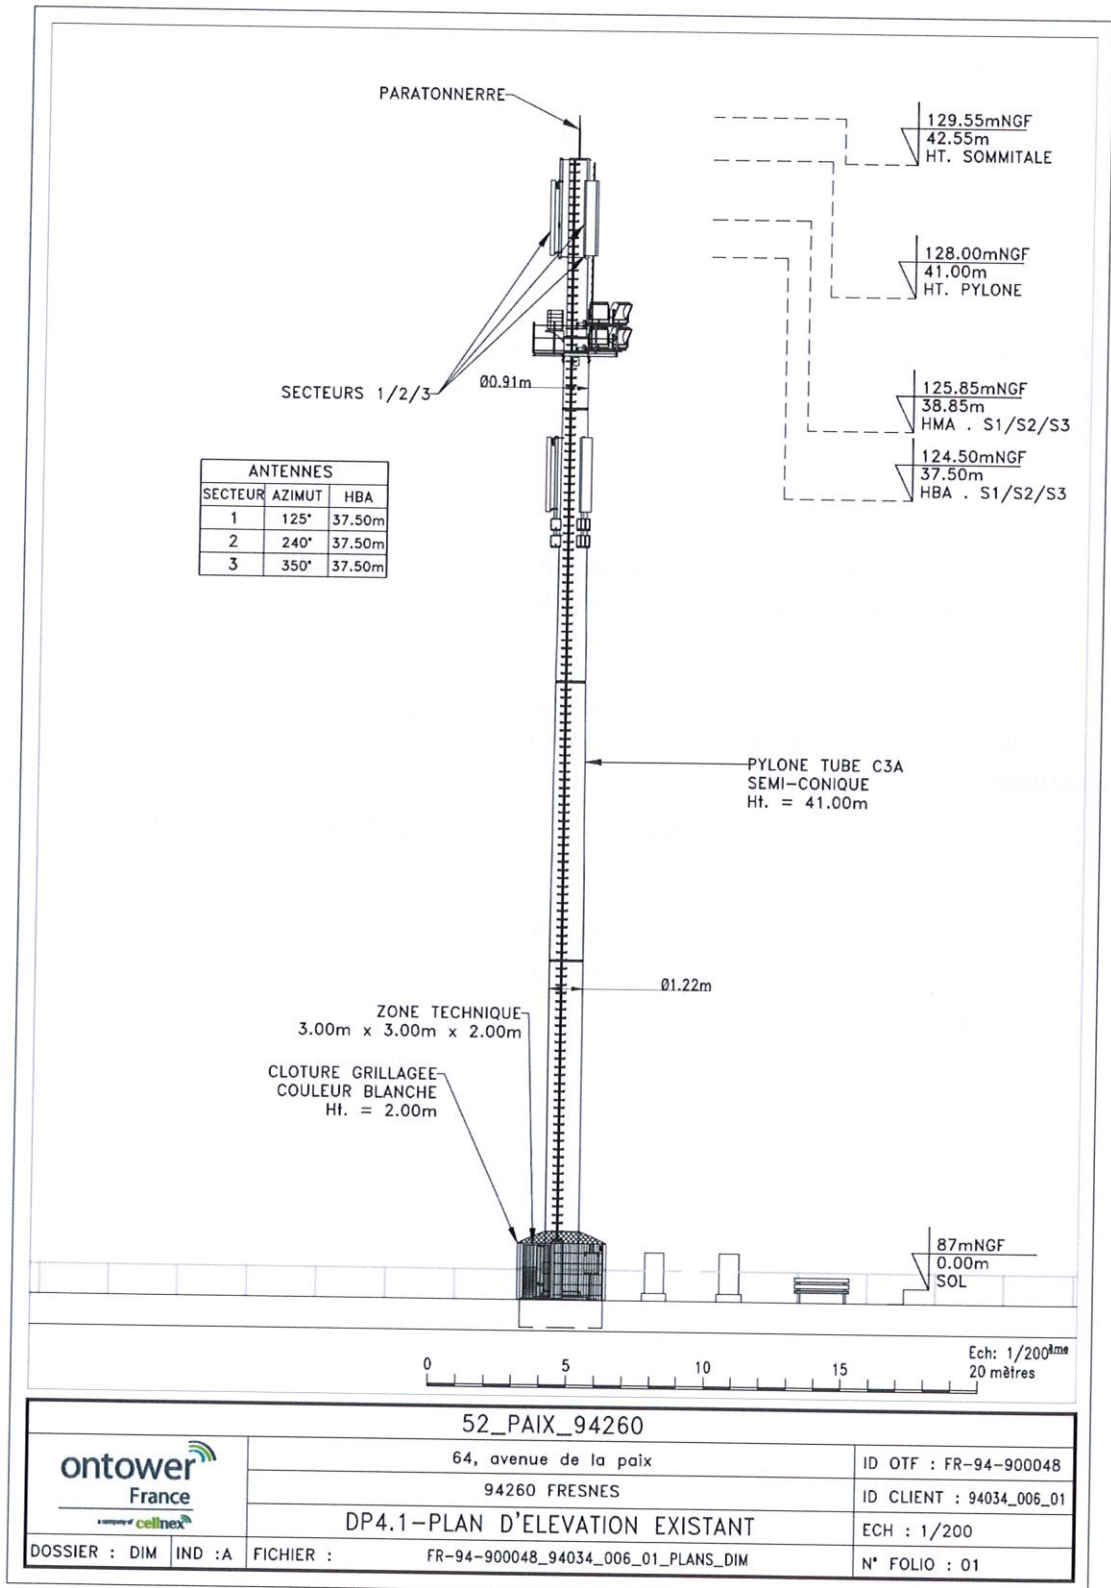 PARATONNERRE
129.55mNGF
42.55m
HT. SOMMITALE
128.00mNGF
41.00m
HT. PYLONE
SECTEURS 1/2/3
Ø0.91m
125.85mNGF
38.85m
HMA . S1/S2/S3
124.50mNGF
37.50m
HBA . S1/S2/S3
ANTENNES
SECTEUR AZIMUT HBA
1 125° 37.50m
2 240° 37.50m
3 350° 37.50m
PYLONE TUBE C3A
SEMI-CONIQUE
Ht. = 41.00m
Ø1.22m
ZONE TECHNIQUE
3.00m x 3.00m x 2.00m
CLOTURE GRILLAGEE
COULEUR BLANCHE
Ht. = 2.00m
87mNGF
0.00m
SOL
Ech: 1/200ème
0 5 10 15 20 mètres
52_PAIX_94260
ontower
France
a company of cellnex
64, avenue de la paix
94260 FRESNES
DP4.1-PLAN D'ELEVATION EXISTANT
ID OTF : FR-94-900048
ID CLIENT : 94034_006_01
ECH : 1/200
DOSSIER : DIM IND :A FICHIER : FR-94-900048_94034_006_01_PLANS_DIM N° FOLIO : 01